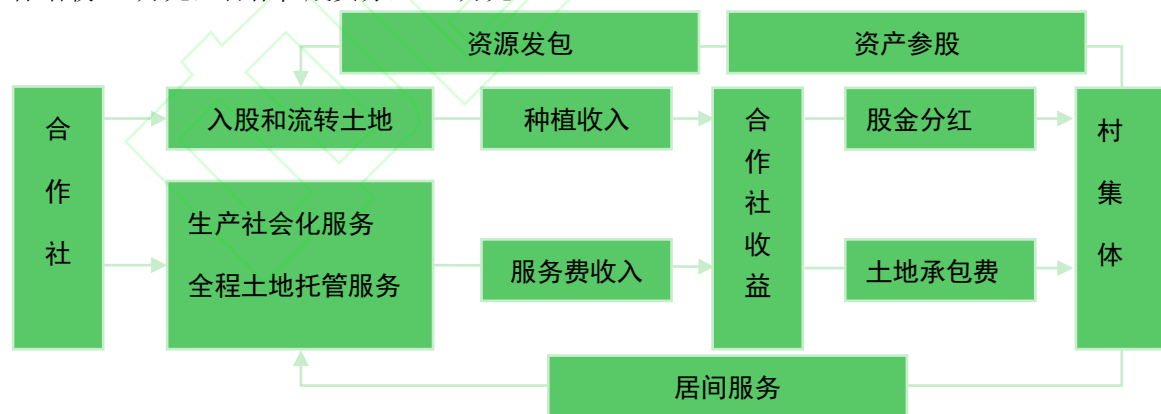 资源发包
资产参股
合作社
入股和流转土地
种植收入
合作社收益
股金分红
村集体
生产社会化服务
全程土地托管服务
服务费收入
土地承包费
居间服务